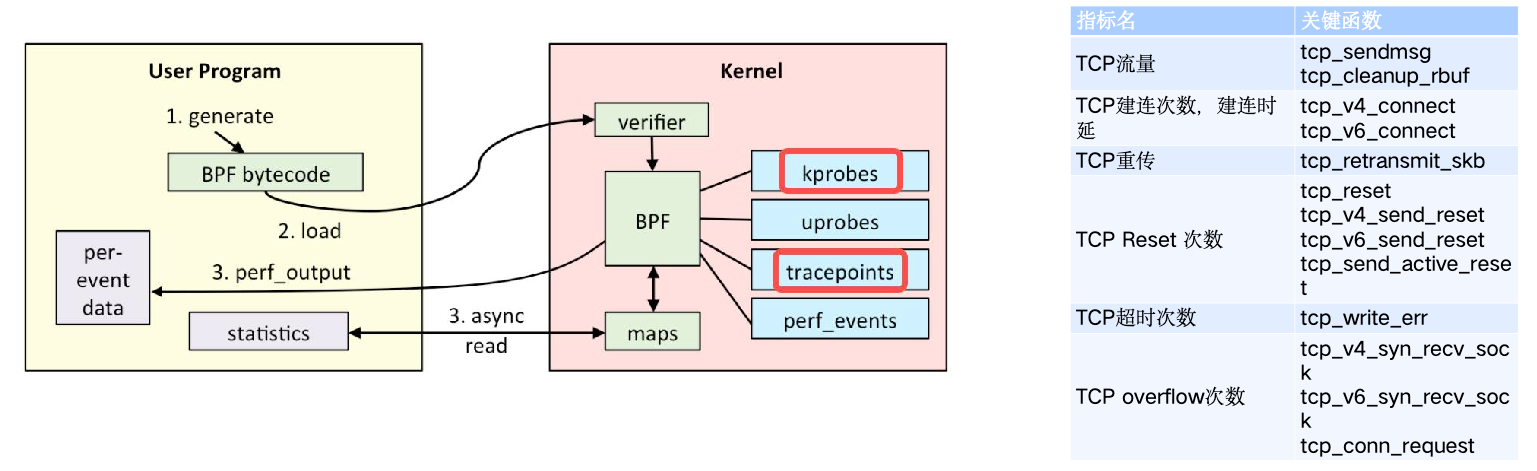 User Program
1. generate
BPF bytecode
2. load
per-
event
data
3. perf_output
statistics
3. async
read
Kernel
verifier
BPF
kprobes
uprobes
tracepoints
perf_events
maps
指标名 关键函数
TCP流量 tcp_sendmsg
tcp_cleanup_rbuf
TCP建连次数，建连时
延
tcp_v4_connect
tcp_v6_connect
TCP重传 tcp_retransmit_skb
TCP Reset 次数
tcp_reset
tcp_v4_send_reset
tcp_v6_send_reset
tcp_send_active_rese
t
TCP超时次数 tcp_write_err
TCP overflow次数
tcp_v4_syn_recv_soc
k
tcp_v6_syn_recv_soc
k
tcp_conn_request